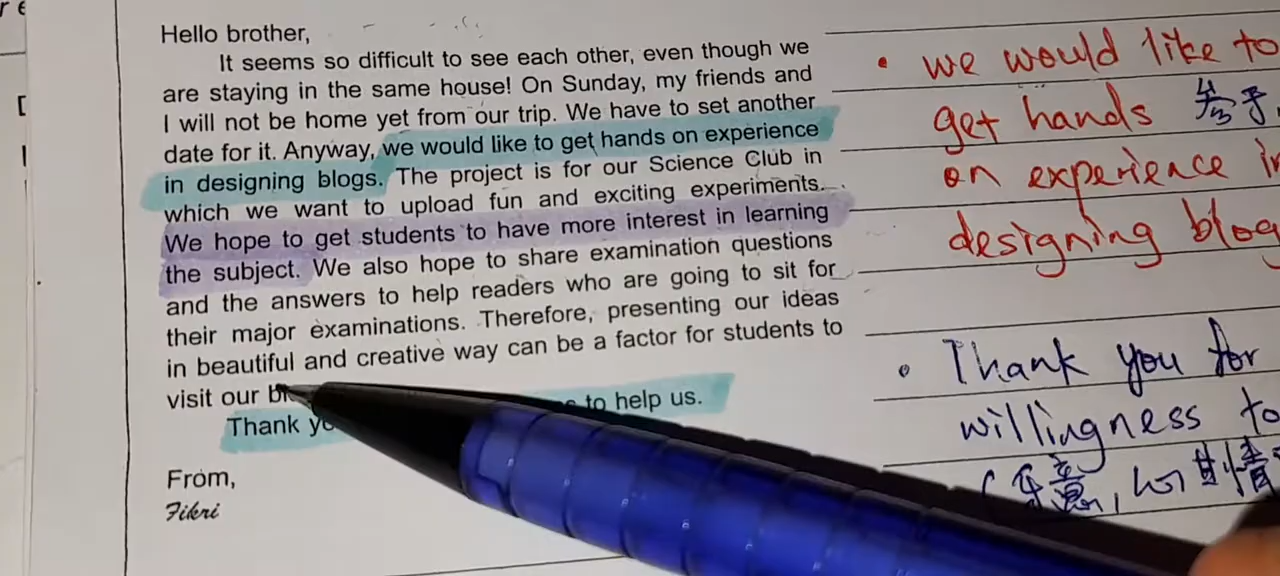 Hello brother,
It seems so difficult to see each other, even though we
are staying in the same house! On Sunday, my friends and
I will not be home yet from our trip. We have to set another
date for it. Anyway, we would like to get hands on experience
in designing blogs. The project is for our Science Club in
which we want to upload fun and exciting experiments.
We hope to get students to have more interest in learning
the subject. We also hope to share examination questions
and the answers to help readers who are going to sit for
their major examinations. Therefore, presenting our ideas
in beautiful and creative way can be a factor for students to
visit our
Thank to help us.
From,
Fikri
• we would like to
get hands
on experience in
designing
• Thank you for
willingness to